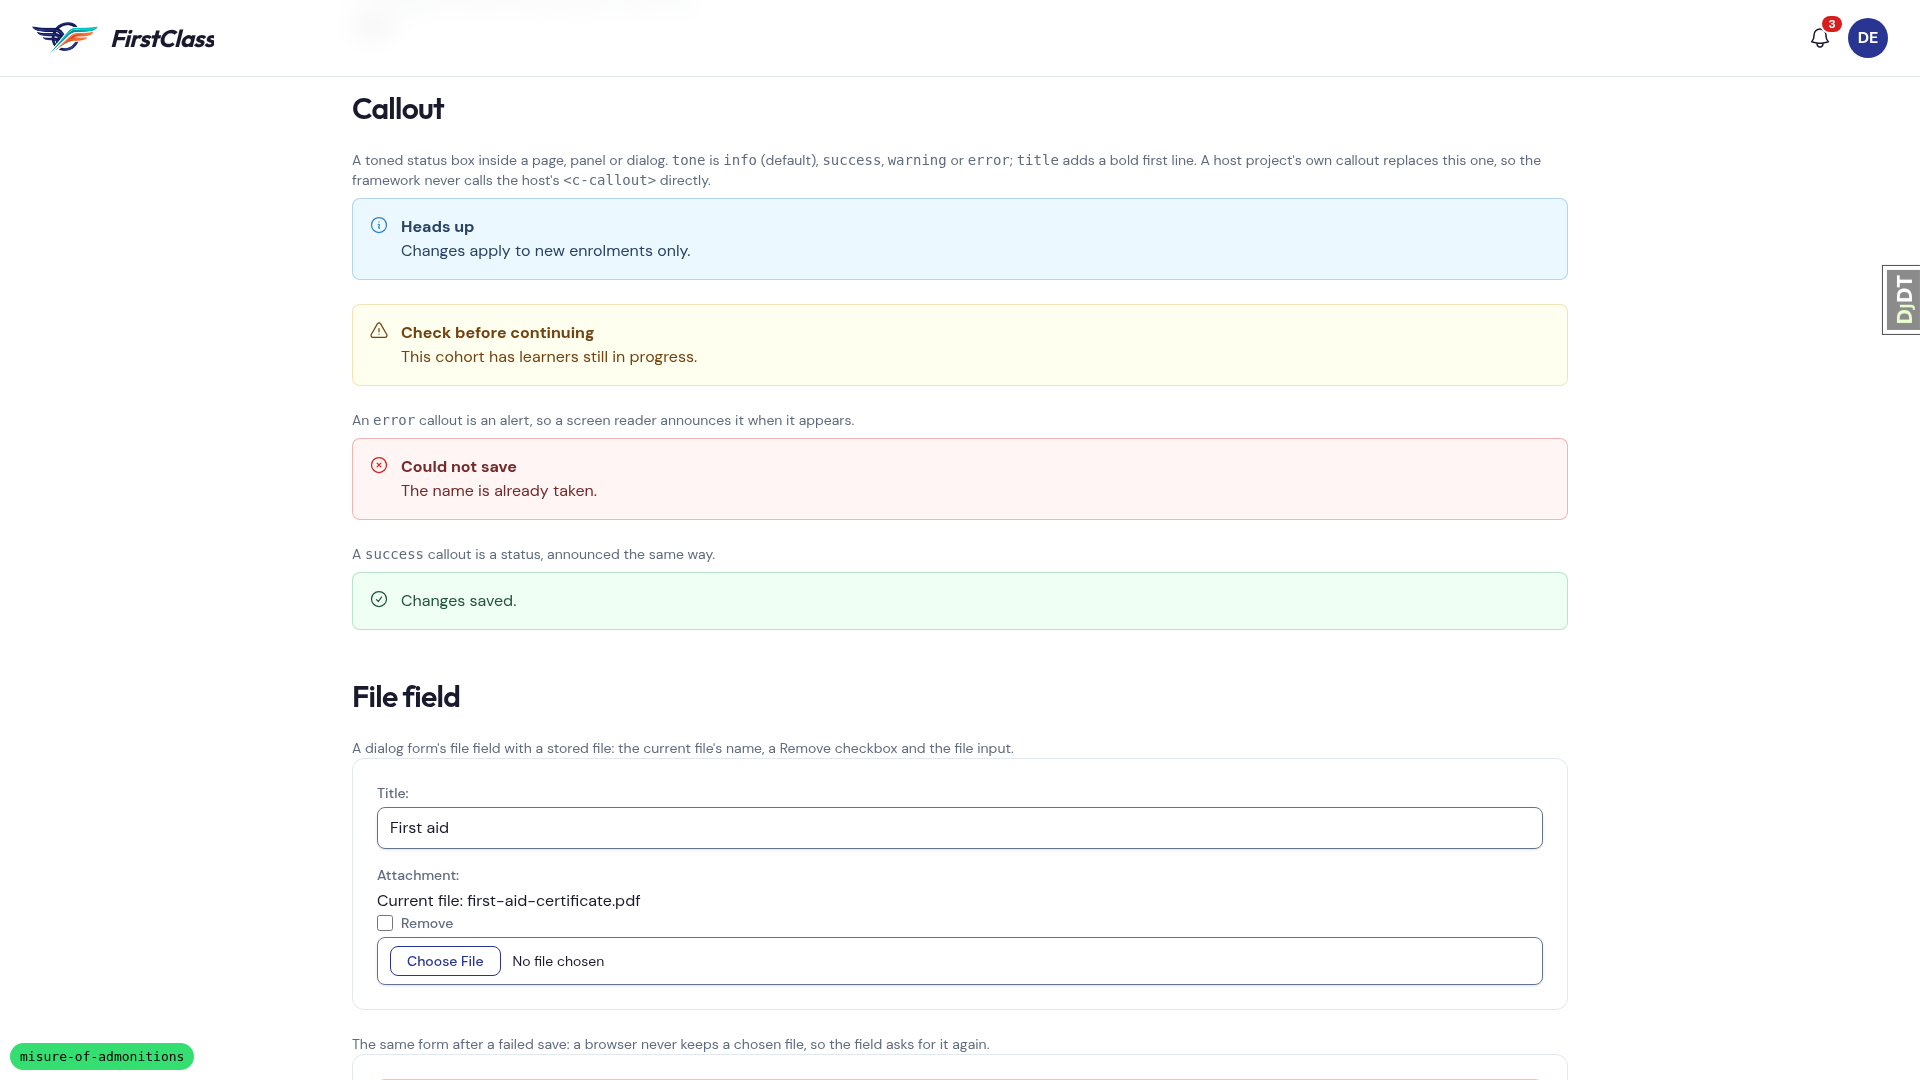 FirstClass
3
DE
Callout
A toned status box inside a page, panel or dialog. tone is info (default), success, warning or error; title adds a bold first line. A host project's own callout replaces this one, so the
framework never calls the host's <c-callout> directly.
Heads up
Changes apply to new enrolments only.
DjDT
Check before continuing
This cohort has learners still in progress.
An error callout is an alert, so a screen reader announces it when it appears.
Could not save
The name is already taken.
A success callout is a status, announced the same way.
Changes saved.
File field
A dialog form's file field with a stored file: the current file's name, a Remove checkbox and the file input.
Title:
First aid
Attachment:
Current file: first-aid-certificate.pdf
Remove
Choose File No file chosen
The same form after a failed save: a browser never keeps a chosen file, so the field asks for it again.
misure-of-admonitions